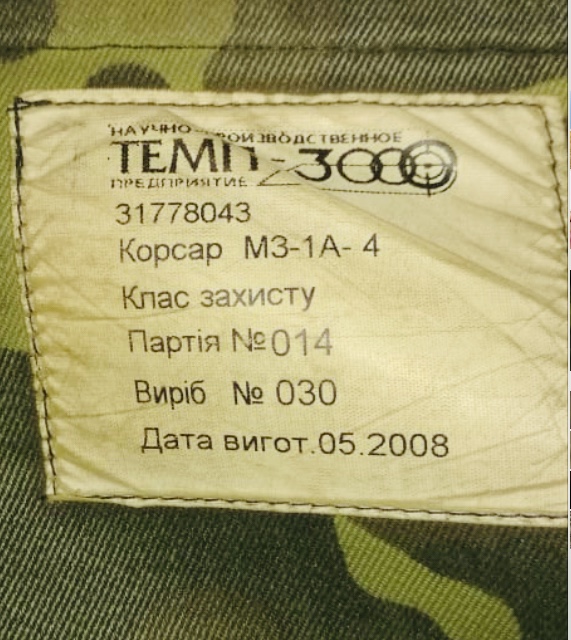 НАУЧНО-ПРОИЗВОДСТВЕННОЕ
ТЕМП-3000
ПРЕДПРИЯТИЕ
31778043
Корсар МЗ-1А- 4
Клас захисту
Партія №014
Виріб № 030
Дата вигот.05.2008